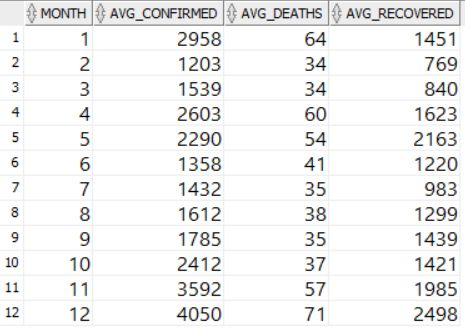 MONTH AVG_CONFIRMED AVG_DEATHS AVG_RECOVERED
1 1 2958 64 1451
2 2 1203 34 769
3 3 1539 34 840
4 4 2603 60 1623
5 5 2290 54 2163
6 6 1358 41 1220
7 7 1432 35 983
8 8 1612 38 1299
9 9 1785 35 1439
10 10 2412 37 1421
11 11 3592 57 1985
12 12 4050 71 2498